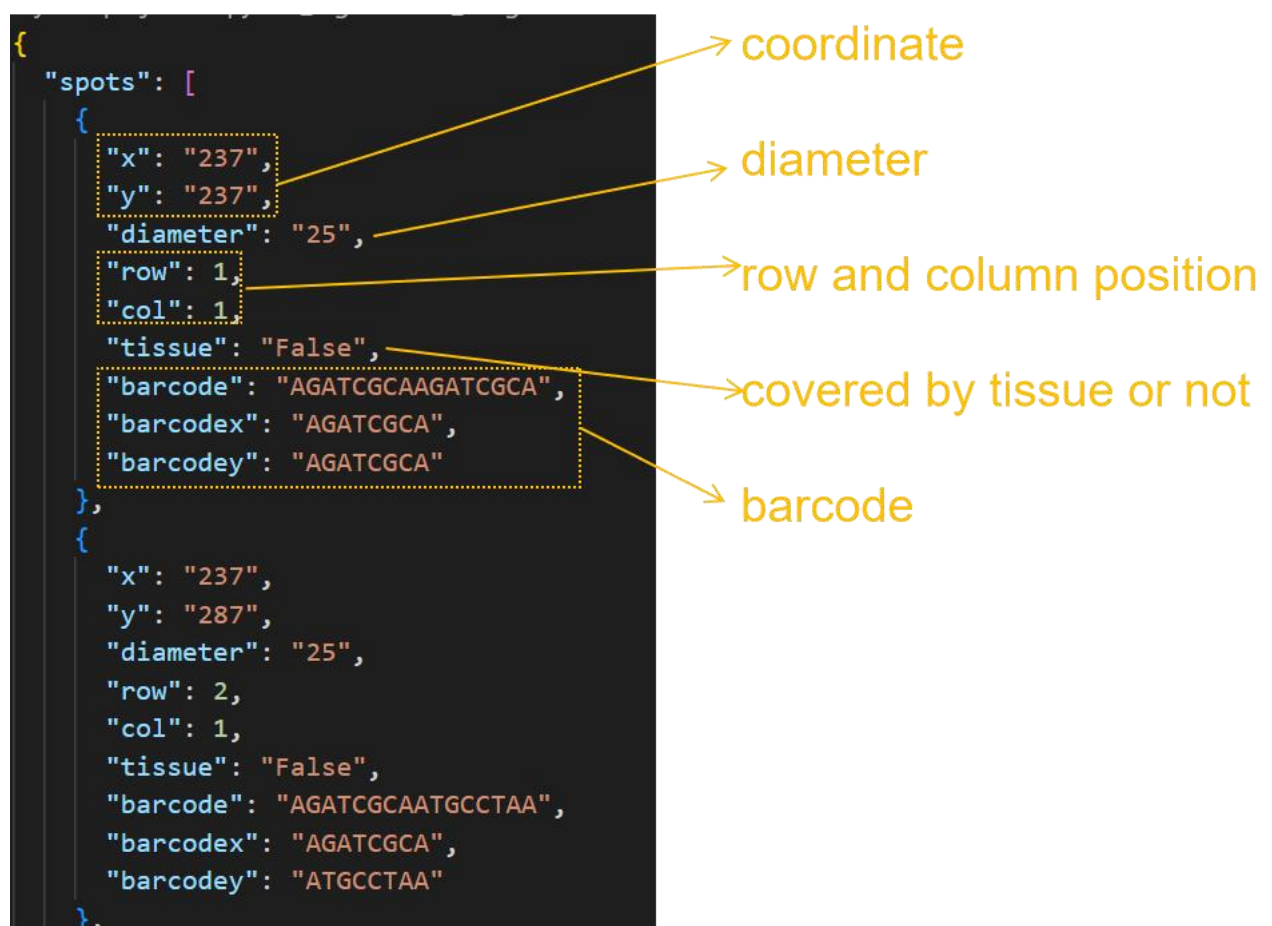 {
"spots": [
{
"x": "237",
"y": "237",
"diameter": "25",
"row": 1,
"col": 1,
"tissue": "False",
"barcode": "AGATCGCAAGATCGCA",
"barcodex": "AGATCGCA",
"barcodey": "AGATCGCA"
},
{
"x": "237",
"y": "287",
"diameter": "25",
"row": 2,
"col": 1,
"tissue": "False",
"barcode": "AGATCGCAATGCCTAA",
"barcodex": "AGATCGCA",
"barcodey": "ATGCCTAA"
},
coordinate
diameter
row and column position
covered by tissue or not
barcode